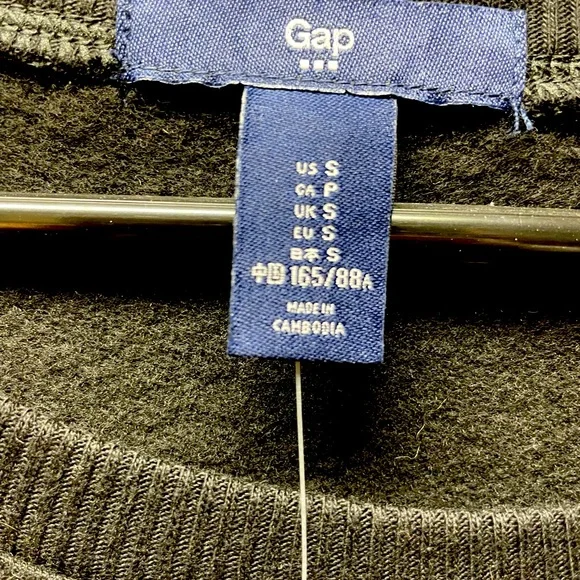 Gap
US S
CA P
UK S
EU S
日本 S
中国 165/88A
MADE IN
CAMBODIA